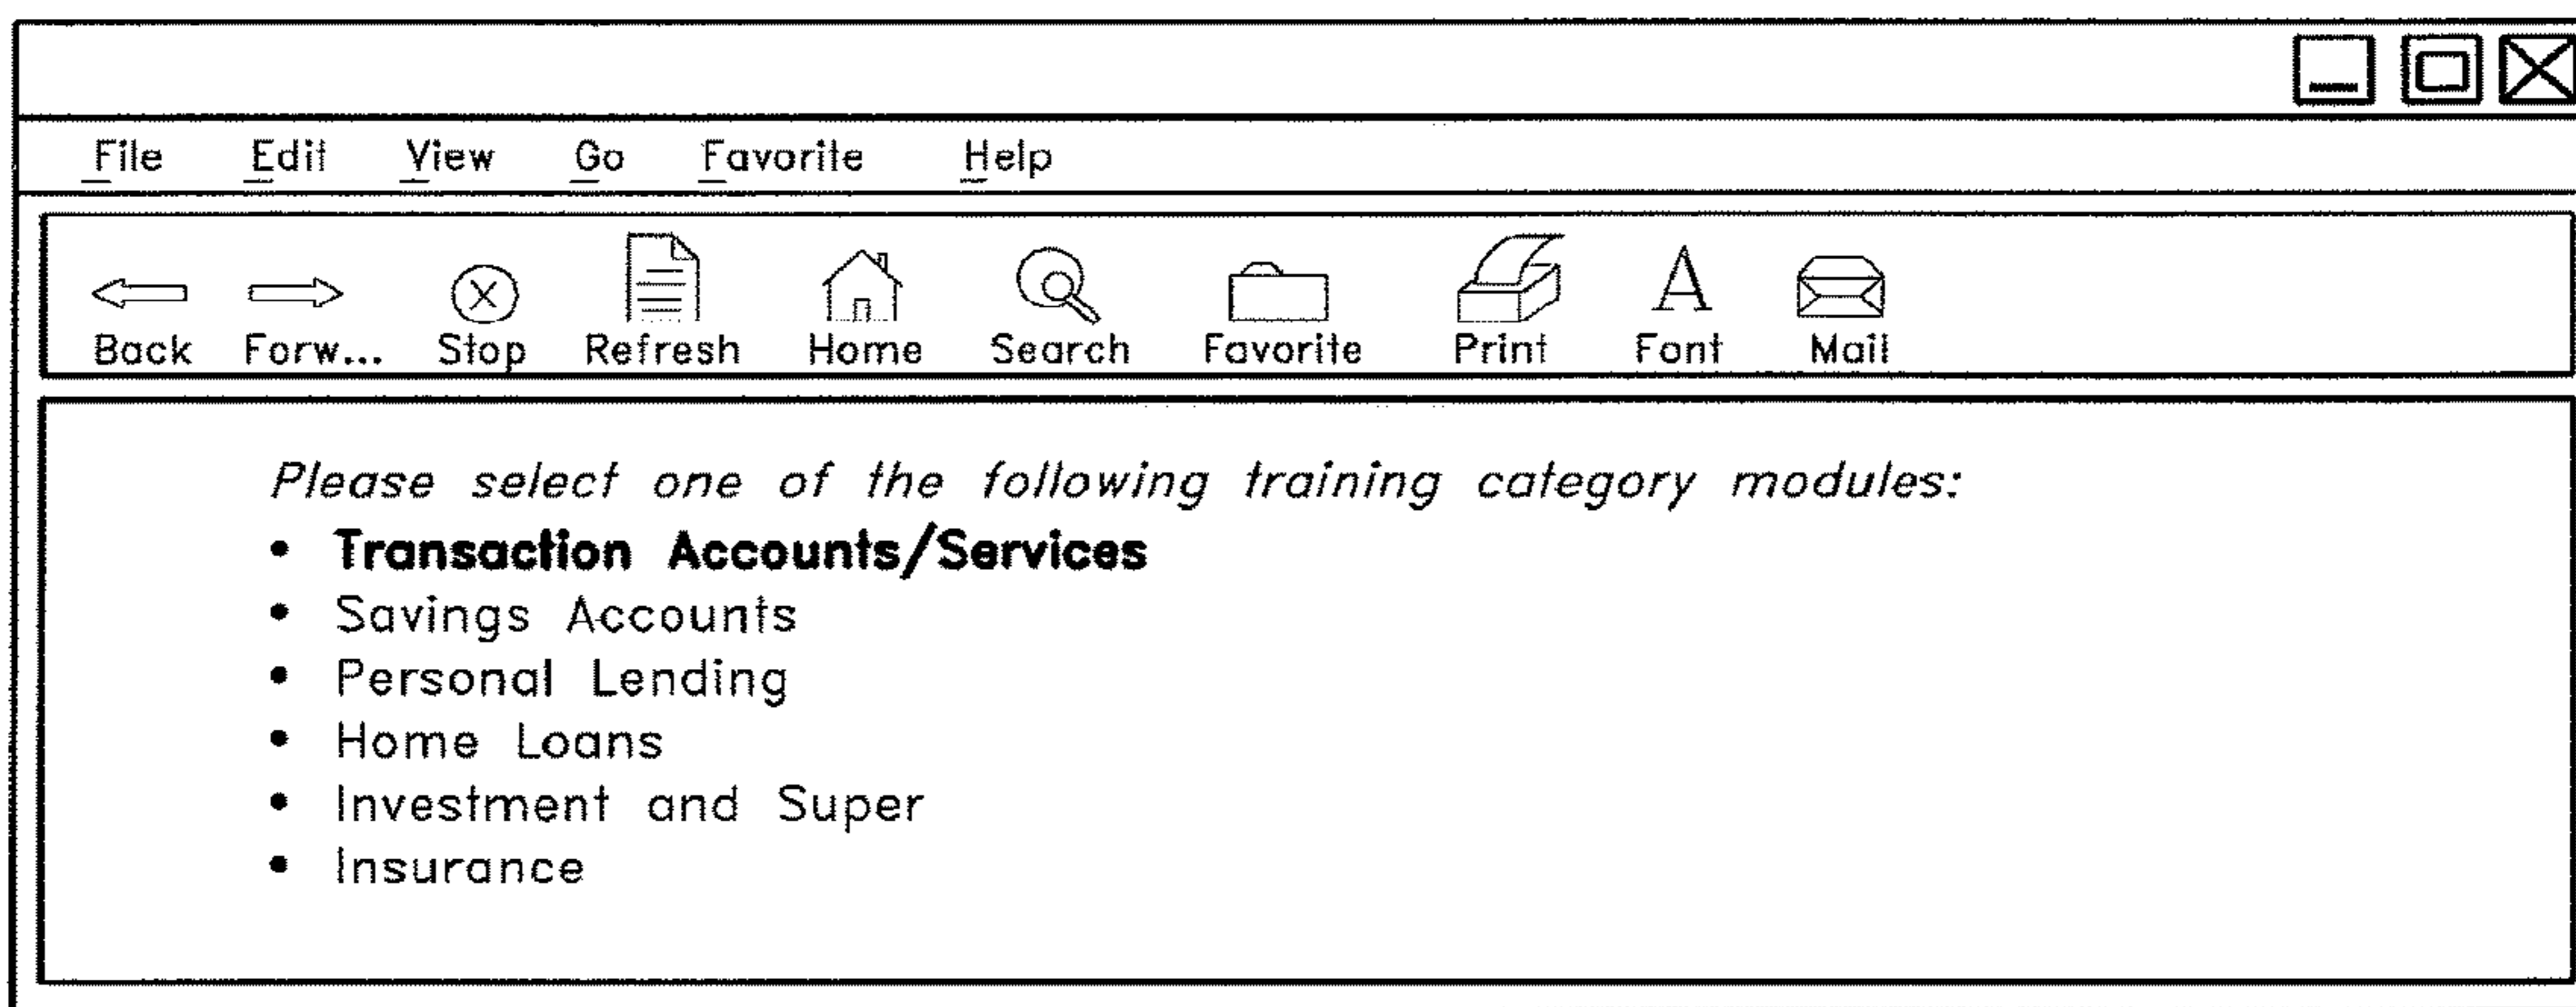 File Edit View Go Favorite Help
Back Forw... Stop Refresh Home Search Favorite Print Font Mail
Please select one of the following training category modules:
• Transaction Accounts/Services
• Savings Accounts
• Personal Lending
• Home Loans
• Investment and Super
• Insurance